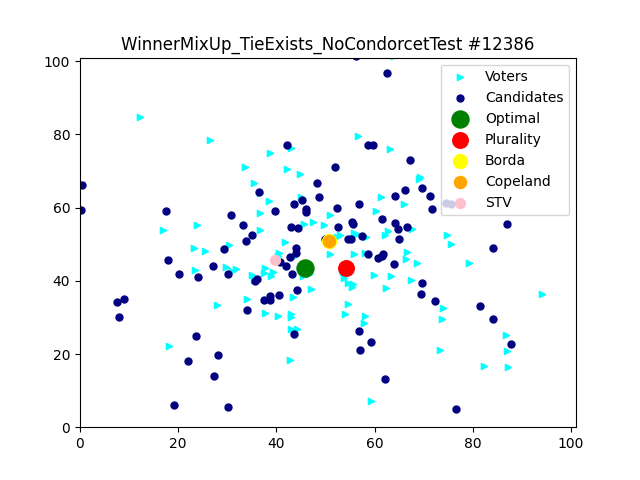 WinnerMixUp_TieExists_NoCondorcetTest #12386
100
80
60
40
20
0
0
20
40
60
80
100
Voters
Candidates
Optimal
Plurality
Borda
Copeland
STV